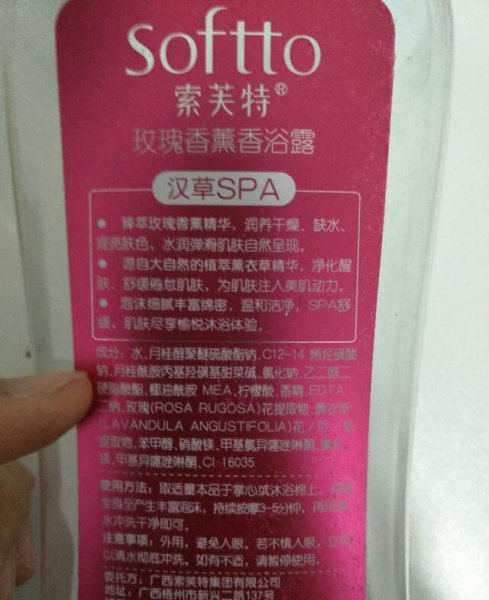 Softto
索芙特®
玫瑰香薰香浴露
汉草SPA
● 臻萃玫瑰香薰精华，润养干燥、缺水、
提亮肤色，水润弹滑肌肤自然呈现。
● 源自大自然的植萃薰衣草精华，净化醒
肤、舒缓倦怠肌肤，为肌肤注入美肌动力。
● 泡沫细腻丰富绵密，温和洁净，SPA舒
缓，肌肤尽享愉悦沐浴体验。
成分：水、月桂醇聚醚硫酸酯钠、C12-14 烯烃磺酸
钠、月桂酰胺丙基羟磺基甜菜碱、氯化钠、乙二醇二
硬脂酸酯、椰油酰胺 MEA、柠檬酸、香精、EDTA
二钠、玫瑰(ROSA RUGOSA)花提取物、薰衣草
(LAVANDULA ANGUSTIFOLIA)花/叶/茎
提取物、苯甲醇、硝酸镁、甲基氯异噻唑啉酮、氯化
镁、甲基异噻唑啉酮、CI 16035
使用方法：取适量本品于掌心或沐浴棉上，
全身至产生丰富泡沫，持续按摩3-5分钟，再用清
水冲洗干净即可。
注意事项：外用，避免入眼。若不慎入眼，立即
以清水彻底冲洗。如有不适，请暂停使用。
委托方：广西索芙特集团有限公司
地址：广西梧州市新兴二路137号